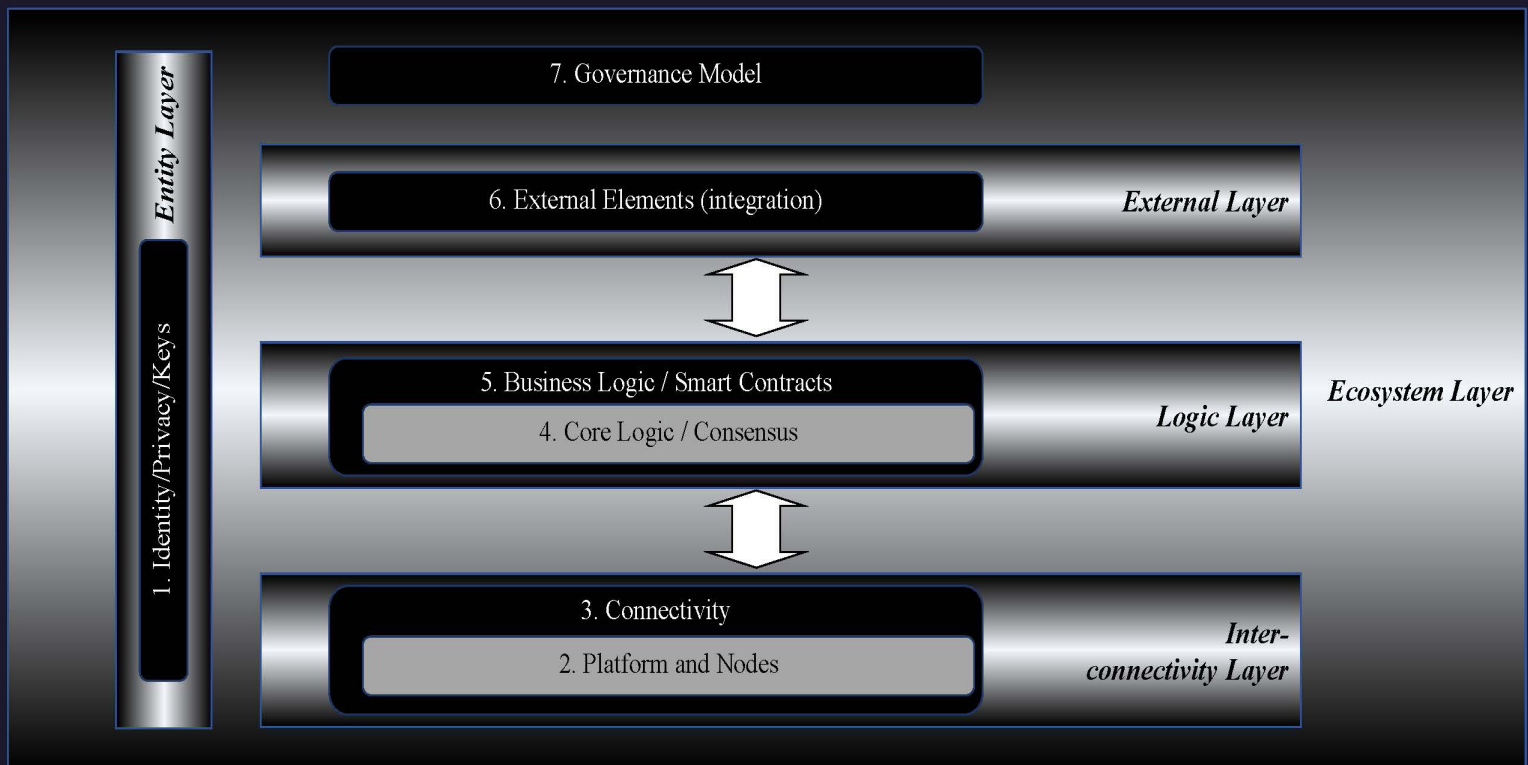 Entity Layer
1. Identity/Privacy/Keys
7. Governance Model
6. External Elements (integration)
External Layer
5. Business Logic / Smart Contracts
4. Core Logic / Consensus
Logic Layer
Ecosystem Layer
3. Connectivity
2. Platform and Nodes
Inter-
connectivity Layer